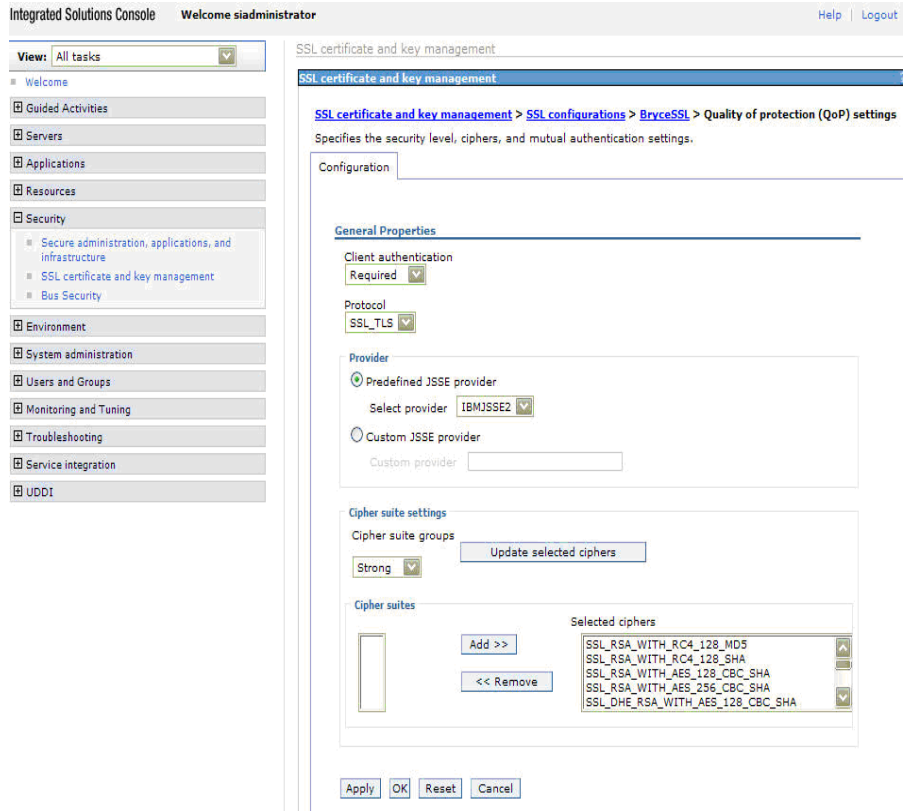 Integrated Solutions Console Welcome siadministrator Help | Logout
View: All tasks
Welcome
Guided Activities
Servers
Applications
Resources
Security
Secure administration, applications, and
infrastructure
SSL certificate and key management
Bus Security
Environment
System administration
Users and Groups
Monitoring and Tuning
Troubleshooting
Service integration
UDDI
SSL certificate and key management
SSL certificate and key management
SSL certificate and key management > SSL configurations > BryceSSL > Quality of protection (QoP) settings
Specifies the security level, ciphers, and mutual authentication settings.
Configuration
General Properties
Client authentication
Required
Protocol
SSL_TLS
Provider
Predefined JSSE provider
Select provider IBMJSSE2
Custom JSSE provider
Custom provider
Cipher suite settings
Cipher suite groups
Update selected ciphers
Strong
Cipher suites
Selected ciphers
Add >>
<< Remove
SSL_RSA_WITH_RC4_128_MD5
SSL_RSA_WITH_RC4_128_SHA
SSL_RSA_WITH_AES_128_CBC_SHA
SSL_RSA_WITH_AES_256_CBC_SHA
SSL_DHE_RSA_WITH_AES_128_CBC_SHA
Apply OK Reset Cancel